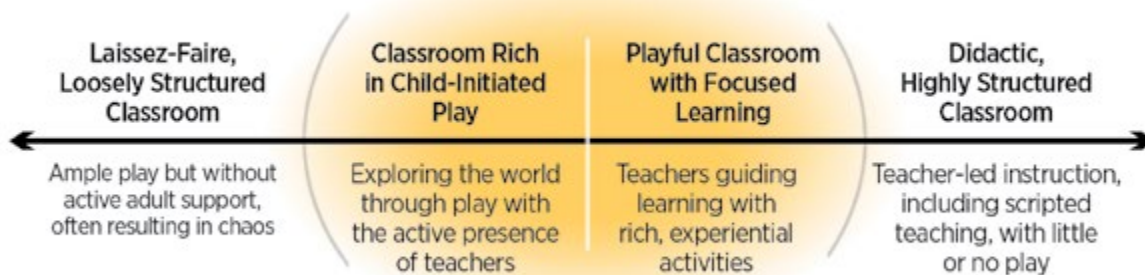 Laissez-Faire,
Loosely Structured
Classroom
Ample play but without
active adult support,
often resulting in chaos
Classroom Rich
in Child-Initiated
Play
Exploring the world
through play with
the active presence
of teachers
Playful Classroom
with Focused
Learning
Teachers guiding
learning with
rich, experiential
activities
Didactic,
Highly Structured
Classroom
Teacher-led instruction,
including scripted
teaching, with little
or no play